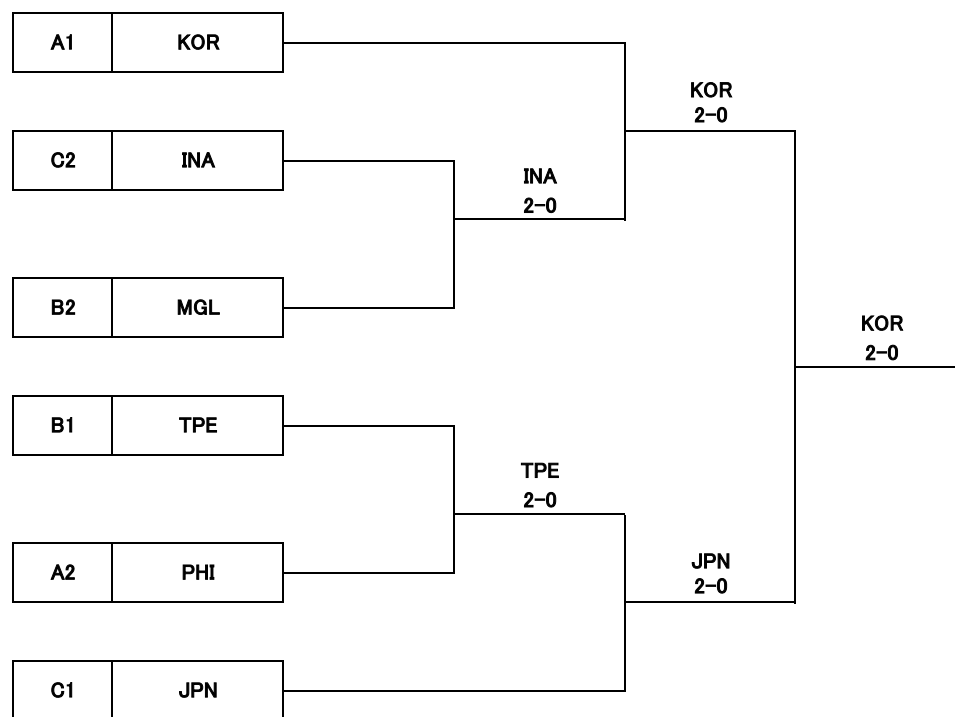 A1 KOR
KOR
2-0
C2 INA
INA
2-0
B2 MGL
KOR
2-0
B1 TPE
TPE
2-0
A2 PHI
JPN
2-0
C1 JPN